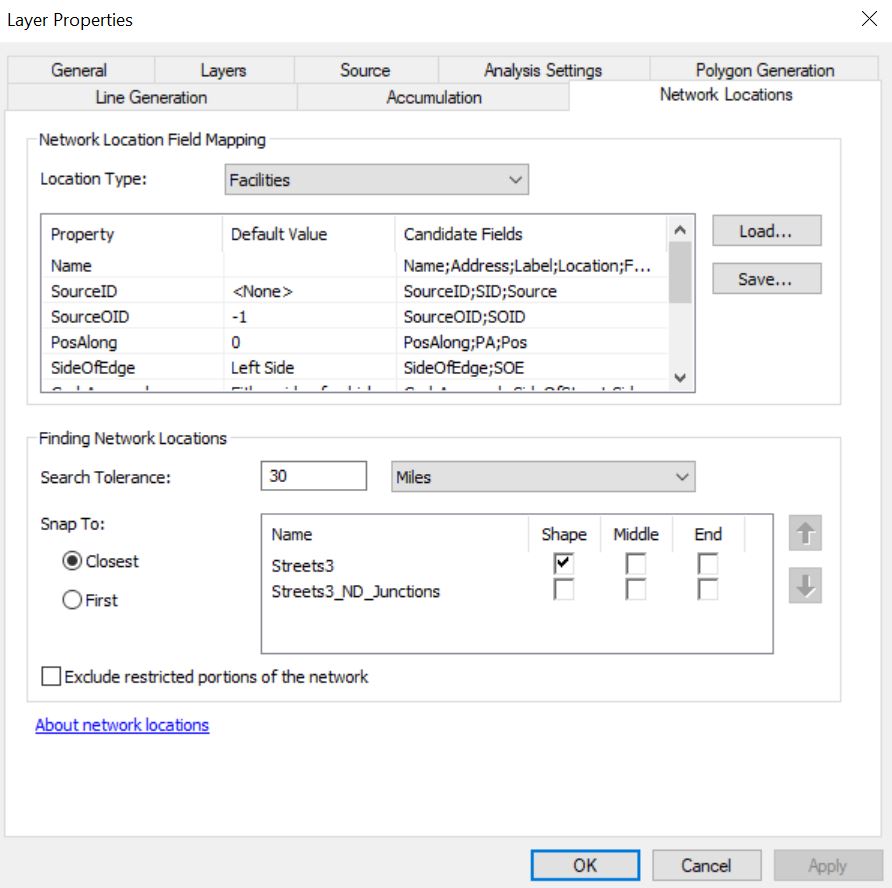 Layer Properties
General Layers Source Analysis Settings Polygon Generation
Line Generation Accumulation Network Locations
Network Location Field Mapping
Location Type: Facilities
Property Default Value Candidate Fields Load...
Name Name;Address;Label;Location;F...
SourceID <None> SourceID;SID;Source Save...
SourceOID -1 SourceOID;SOID
PosAlong 0 PosAlong;PA;Pos
SideOfEdge Left Side SideOfEdge;SOE
Finding Network Locations
Search Tolerance: 30 Miles
Snap To:
Name Shape Middle End
Closest Streets3
Streets3_ND_Junctions
First
Exclude restricted portions of the network
About network locations
OK Cancel Apply